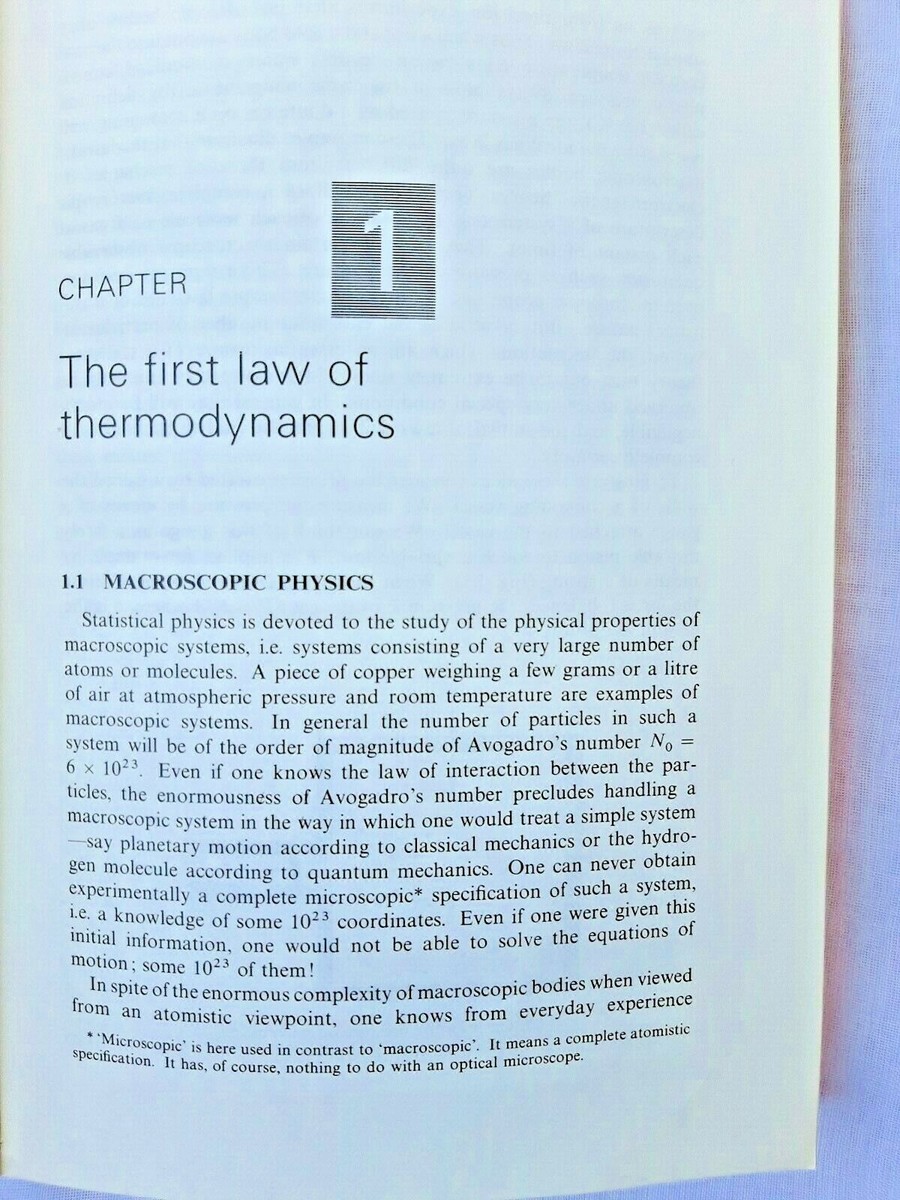 1
CHAPTER
The first law of
thermodynamics
1.1 MACROSCOPIC PHYSICS
Statistical physics is devoted to the study of the physical properties of
macroscopic systems, i.e. systems consisting of a very large number of
atoms or molecules. A piece of copper weighing a few grams or a litre
of air at atmospheric pressure and room temperature are examples of
macroscopic systems. In general the number of particles in such a
system will be of the order of magnitude of Avogadro's number N₀ =
6 × 10²³. Even if one knows the law of interaction between the par-
ticles, the enormousness of Avogadro's number precludes handling a
macroscopic system in the way in which one would treat a simple system
—say planetary motion according to classical mechanics or the hydro-
gen molecule according to quantum mechanics. One can never obtain
experimentally a complete microscopic* specification of such a system,
i.e. a knowledge of some 10²³ coordinates. Even if one were given this
initial information, one would not be able to solve the equations of
motion; some 10²³ of them!
In spite of the enormous complexity of macroscopic bodies when viewed
from an atomistic viewpoint, one knows from everyday experience
* 'Microscopic' is here used in contrast to 'macroscopic'. It means a complete atomistic
specification. It has, of course, nothing to do with an optical microscope.